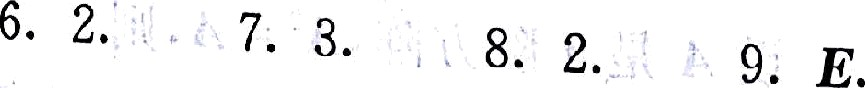 6. 2. 7. 3. 8. 2. 9. E.